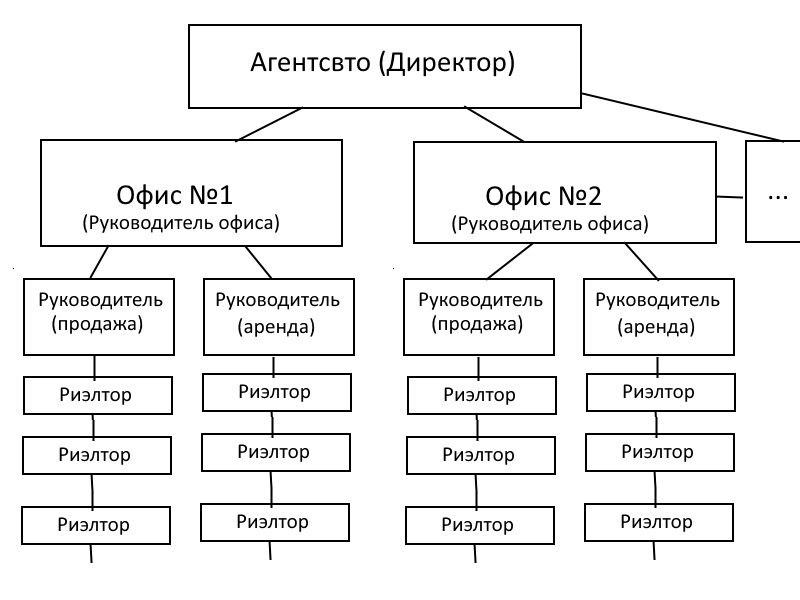 Агентсвто (Директор)
Офис №1
(Руководитель офиса)
Офис №2
(Руководитель офиса)
...
Руководитель
(продажа)
Руководитель
(аренда)
Руководитель
(продажа)
Руководитель
(аренда)
Риэлтор
Риэлтор
Риэлтор
Риэлтор
Риэлтор
Риэлтор
Риэлтор
Риэлтор
Риэлтор
Риэлтор
Риэлтор
Риэлтор